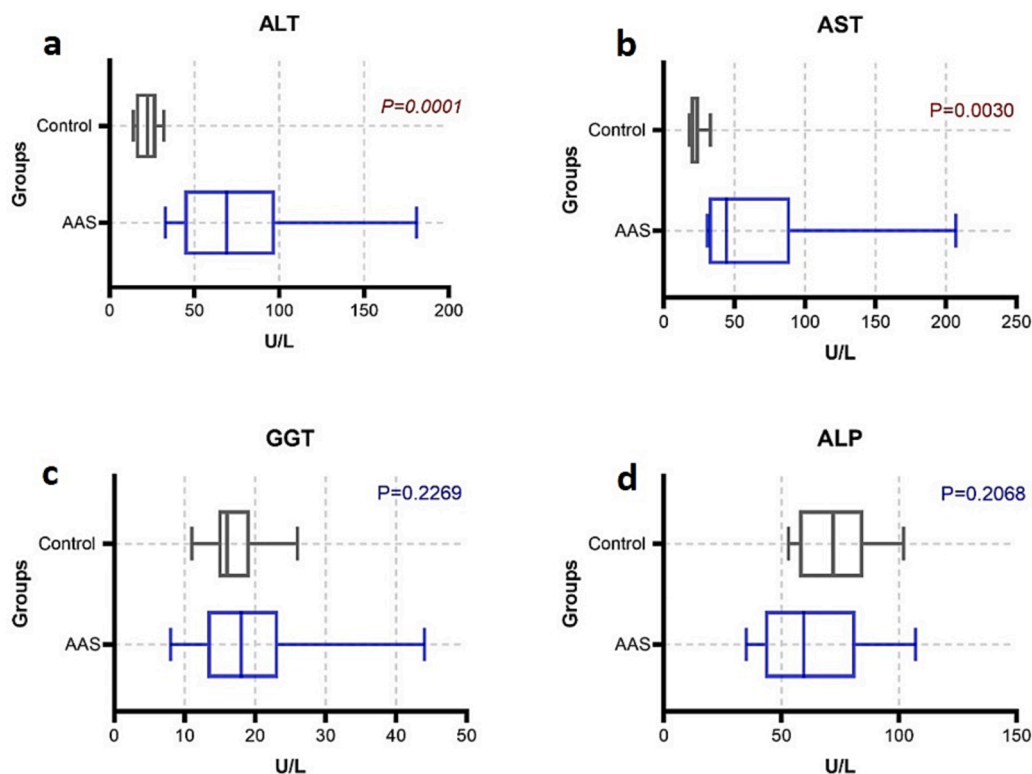 a
ALT
P=0.0001
Control
AAS
Groups
0 50 100 150 200
U/L
b
AST
P=0.0030
Control
AAS
Groups
0 50 100 150 200 250
U/L
c
GGT
P=0.2269
Control
AAS
Groups
0 10 20 30 40 50
U/L
d
ALP
P=0.2068
Control
AAS
Groups
0 50 100 150
U/L